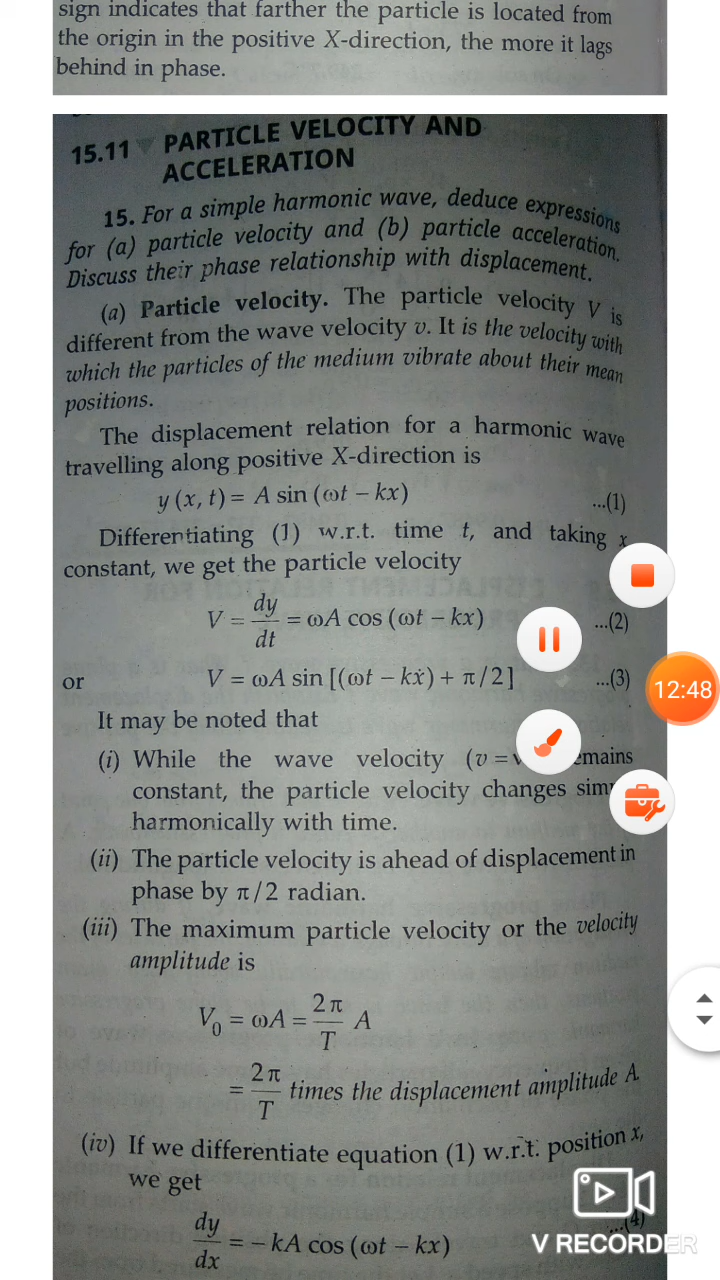 sign indicates that farther the particle is located from
the origin in the positive X-direction, the more it lags
behind in phase.
15.11 PARTICLE VELOCITY AND
ACCELERATION
15. For a simple harmonic wave, deduce expressions
for (a) particle velocity and (b) particle acceleration.
Discuss their phase relationship with displacement.
(a) Particle velocity. The particle velocity V is
different from the wave velocity v. It is the velocity with
which the particles of the medium vibrate about their mean
positions.
The displacement relation for a harmonic wave
travelling along positive X-direction is
y (x, t) = A sin (ωt – kx) ...(1)
Differentiating (1) w.r.t. time t, and taking x
constant, we get the particle velocity
V = dy/dt = ωA cos (ωt – kx) ...(2)
or V = ωA sin [(ωt – kx) + π/2] ...(3)
12:48
It may be noted that
(i) While the wave velocity (v =
constant, the particle velocity changes
harmonically with time.
(ii) The particle velocity is ahead of displacement in
phase by π/2 radian.
(iii) The maximum particle velocity or the velocity
amplitude is
V₀ = ωA = 2π/T A
= 2π/T times the displacement amplitude A.
(iv) If we differentiate equation (1) w.r.t. position x,
we get
dy/dx = – kA cos (ωt – kx) ...(4)
V RECORDER